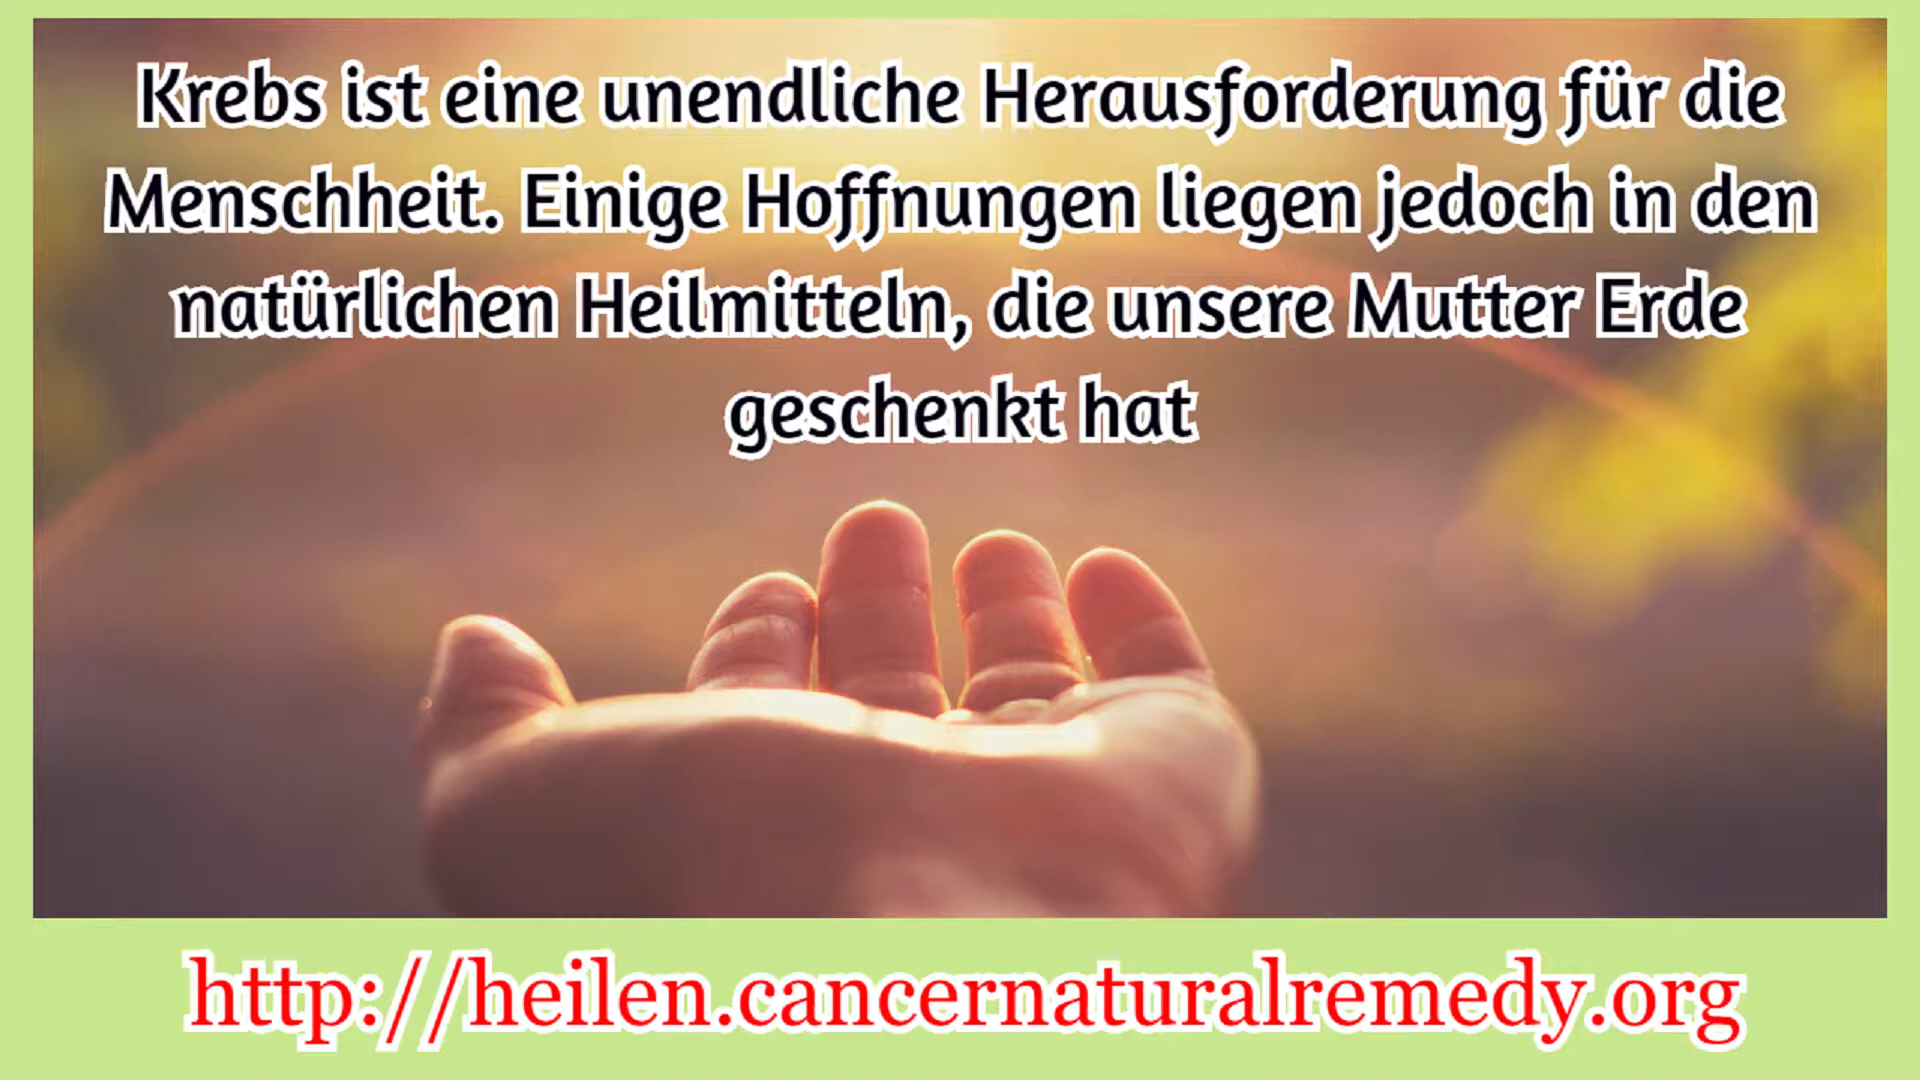 Krebs ist eine unendliche Herausforderung für die
Menschheit. Einige Hoffnungen liegen jedoch in den
natürlichen Heilmitteln, die unsere Mutter Erde
geschenkt hat
http://heilen.cancernaturalremedy.org